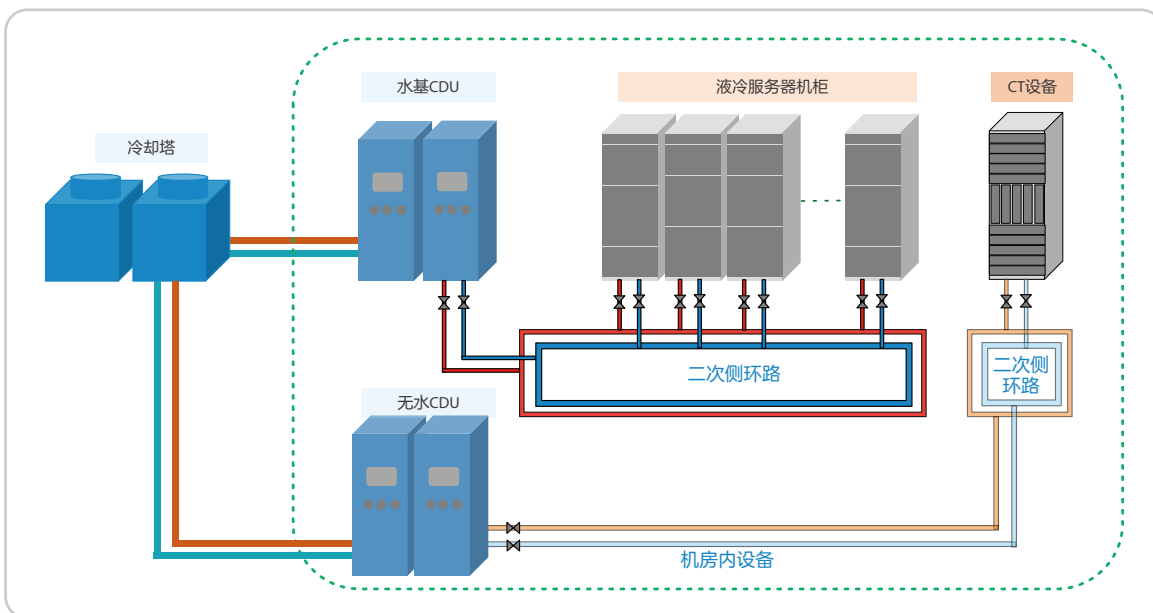 水基CDU
液冷服务器机柜
CT设备
冷却塔
二次侧环路
二次侧
环路
无水CDU
机房内设备